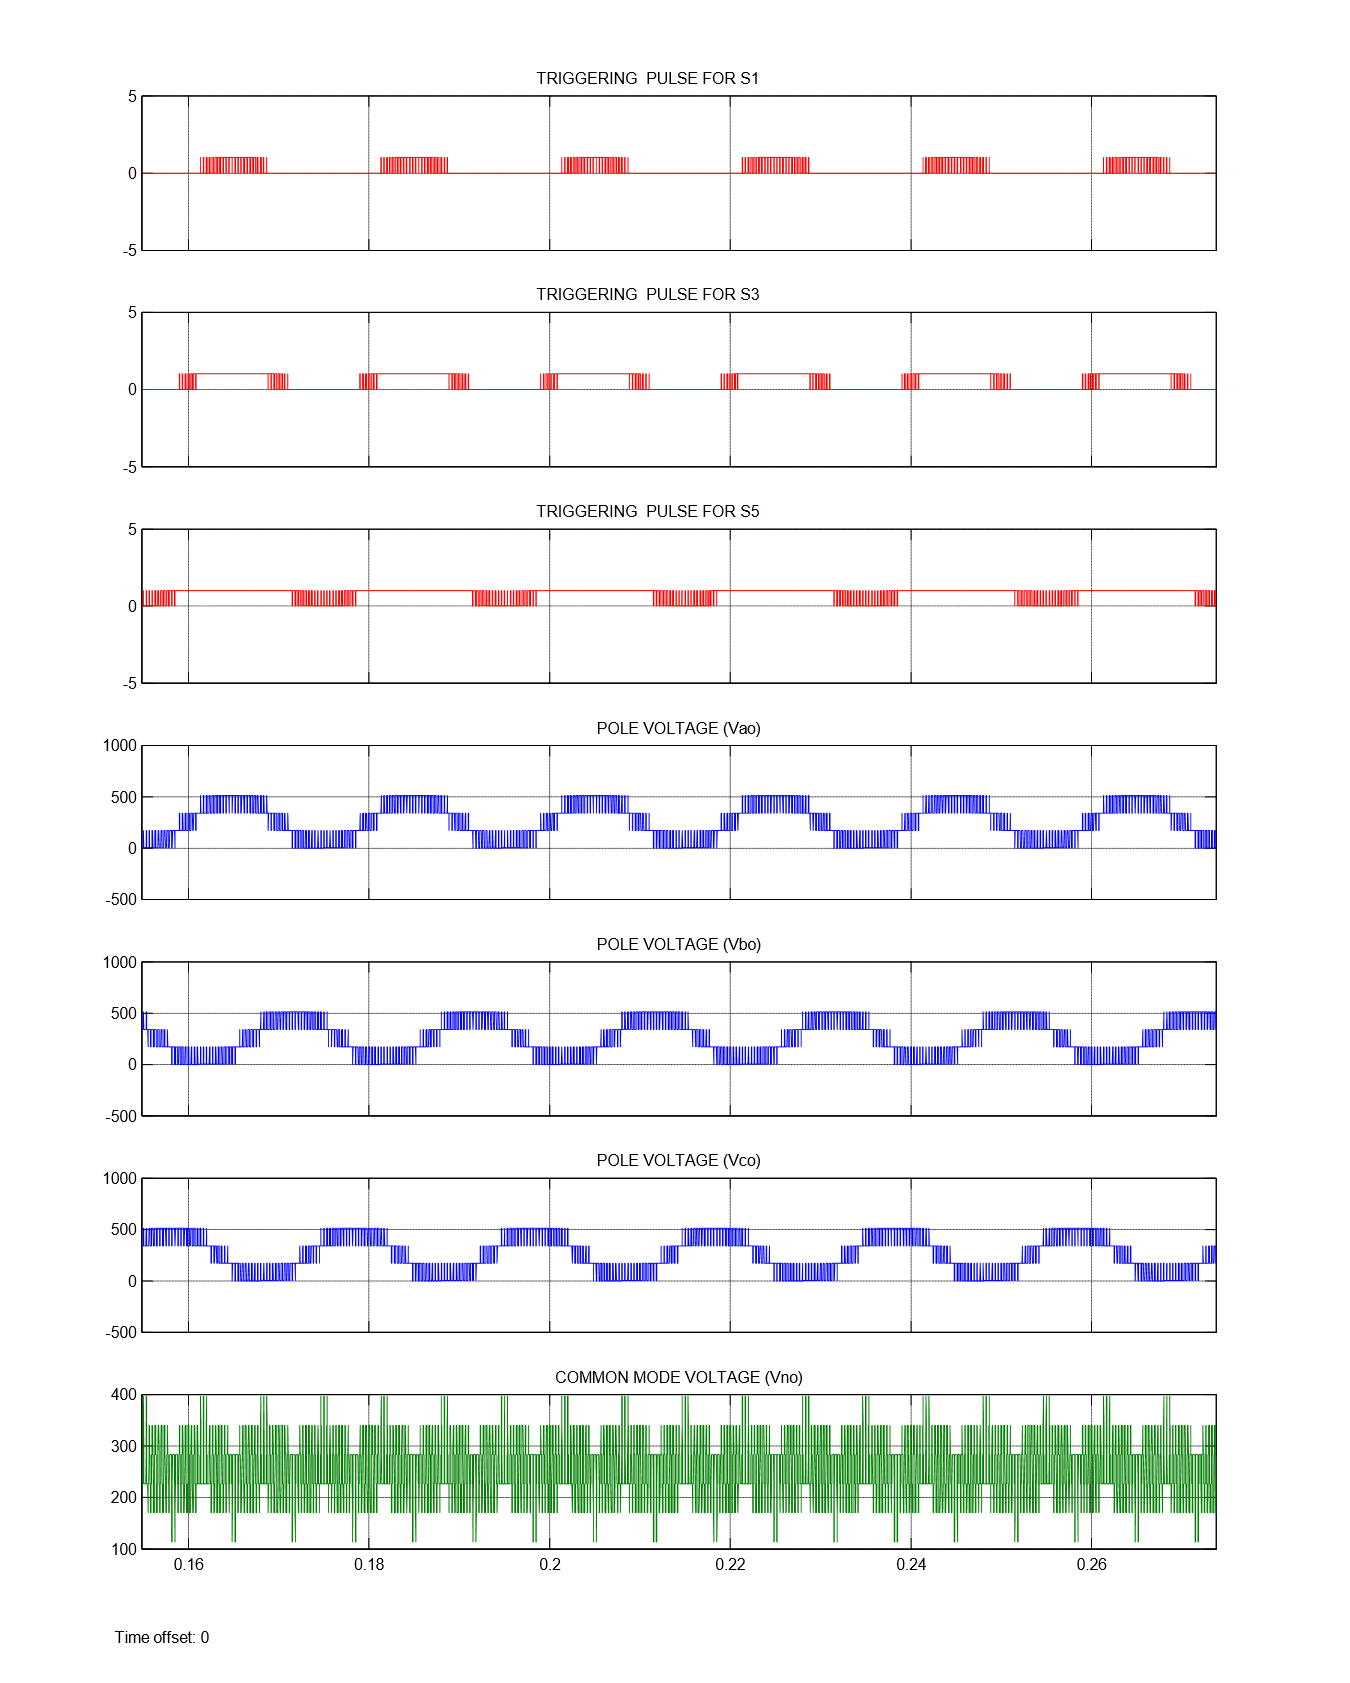 TRIGGERING  PULSE FOR S1
5
0
-5
TRIGGERING  PULSE FOR S3
5
0
-5
TRIGGERING  PULSE FOR S5
5
0
-5
POLE VOLTAGE (Vao)
1000
500
0
-500
POLE VOLTAGE (Vbo)
1000
500
0
-500
POLE VOLTAGE (Vco)
1000
500
0
-500
COMMON MODE VOLTAGE (Vno)
400
300
200
100
0.16 0.18 0.2 0.22 0.24 0.26
Time offset: 0